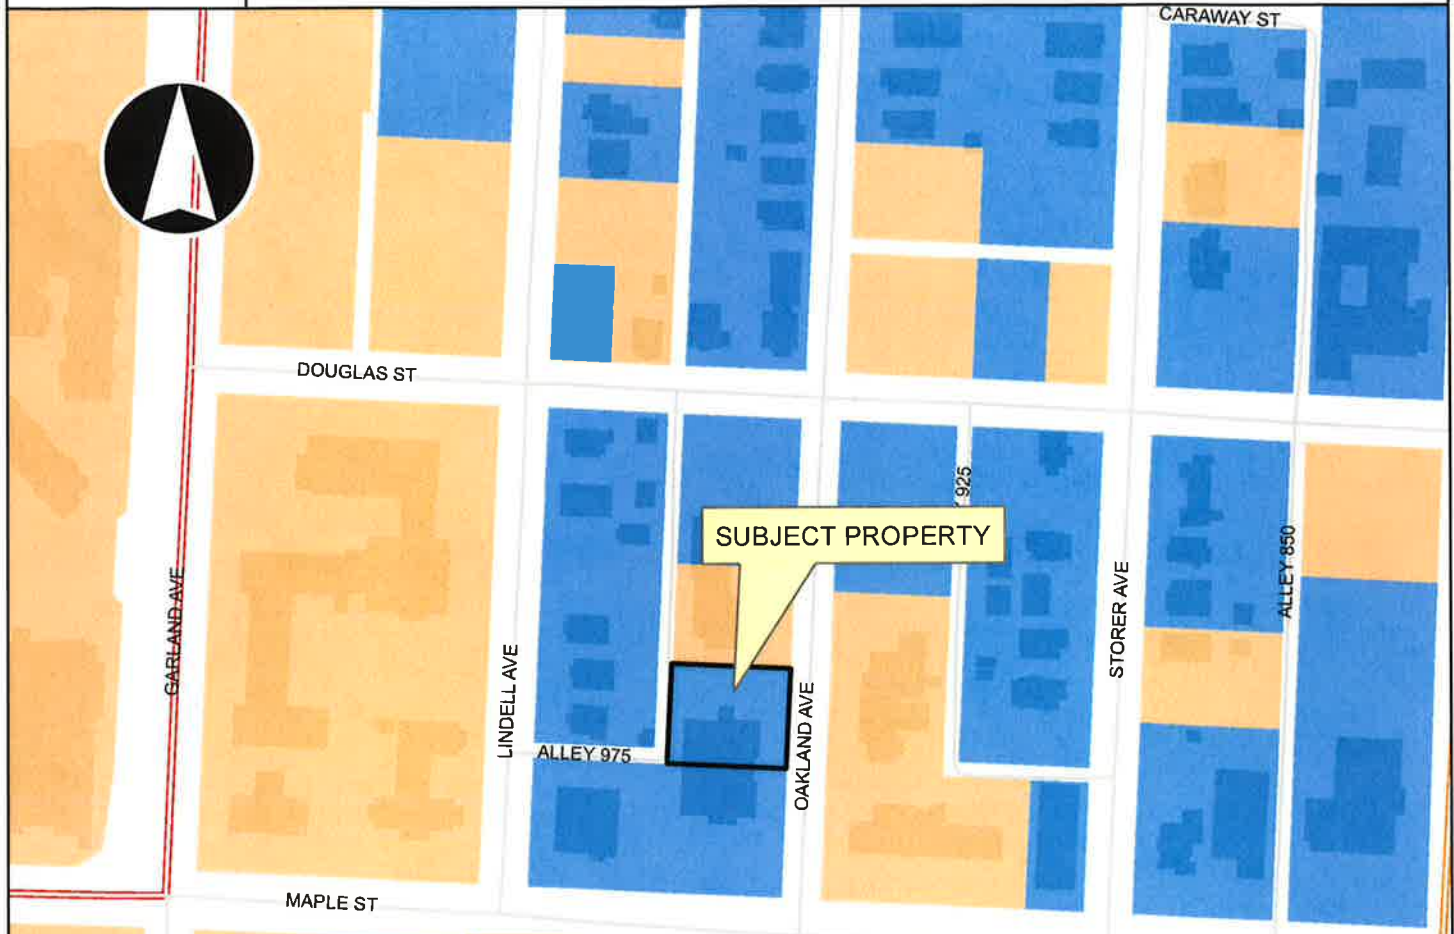 CARAWAY ST
DOUGLAS ST
925
SUBJECT PROPERTY
ALLEY 850
GARLAND AVE
STORER AVE
LINDELL AVE
OAKLAND AVE
ALLEY 975
MAPLE ST